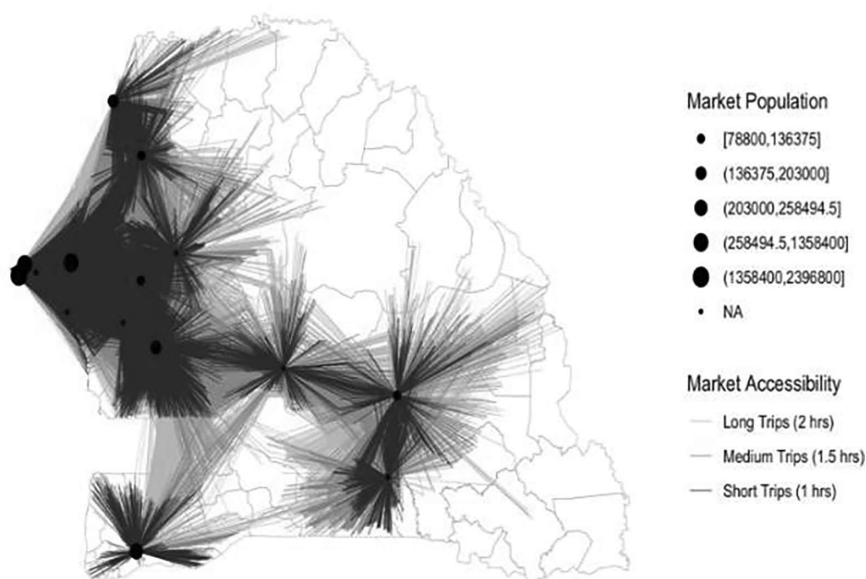 Market Population
[78800,136375]
(136375,203000]
(203000,258494.5]
(258494.5,1358400]
(1358400,2396800]
NA
Market Accessibility
Long Trips (2 hrs)
Medium Trips (1.5 hrs)
Short Trips (1 hrs)